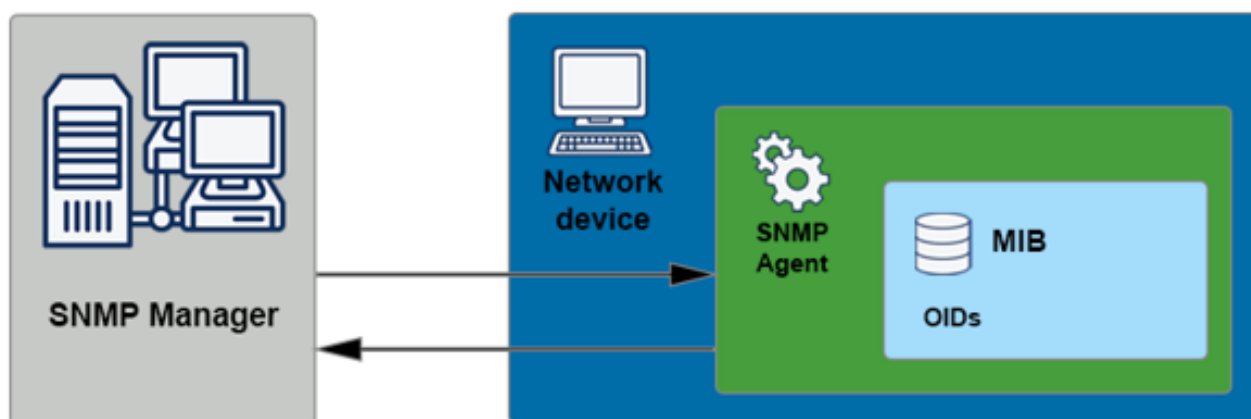 SNMP Manager
Network
device
SNMP
Agent
MIB
OIDs